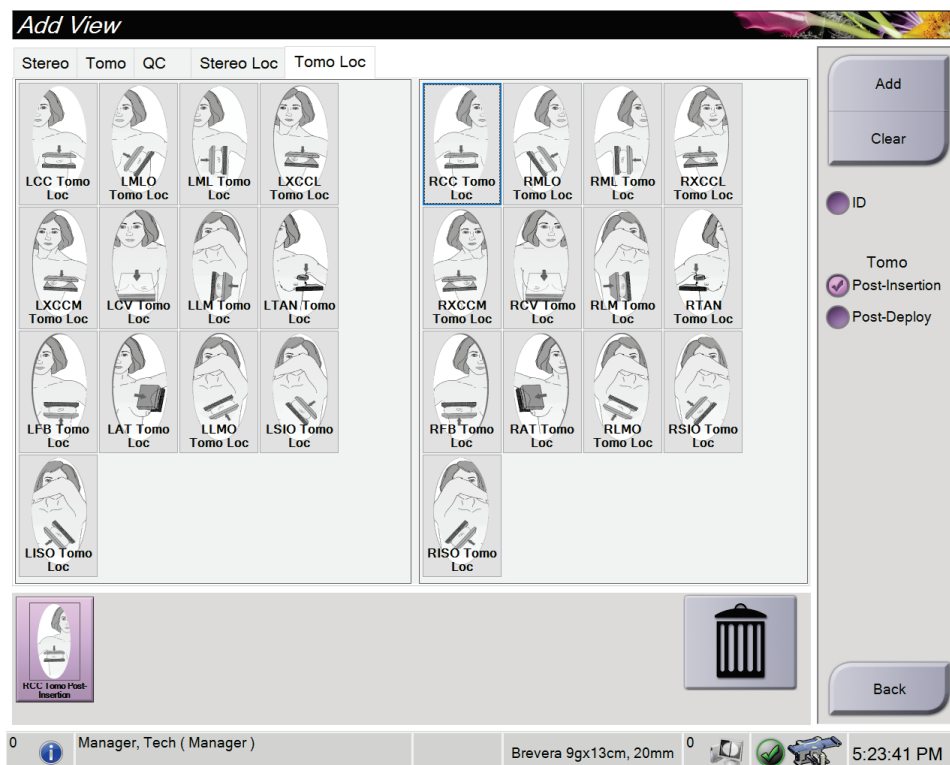 Add View
Stereo Tomo QC Stereo Loc Tomo Loc
LCC Tomo
Loc
LMLO
Tomo Loc
LML Tomo
Loc
LXCCL
Tomo Loc
LXCCM
Tomo Loc
LCV Tomo
Loc
LLM Tomo
Loc
LTAN Tomo
Loc
LFB Tomo
Loc
LAT Tomo
Loc
LLMO
Tomo Loc
LSIO Tomo
Loc
LISO Tomo
Loc
RCC Tomo
Loc
RMLO
Tomo Loc
RML Tomo
Loc
RXCCL
Tomo Loc
RXCCM
Tomo Loc
RCV Tomo
Loc
RLM Tomo
Loc
RTAN
Tomo Loc
RFB Tomo
Loc
RAT Tomo
Loc
RLMO
Tomo Loc
RSIO Tomo
Loc
RISO Tomo
Loc
Add
Clear
ID
Tomo
Post-Insertion
Post-Deploy
RCC Tomo Post-
Insertion
Back
0 Manager, Tech ( Manager ) Brevera 9gx13cm, 20mm 0 5:23:41 PM